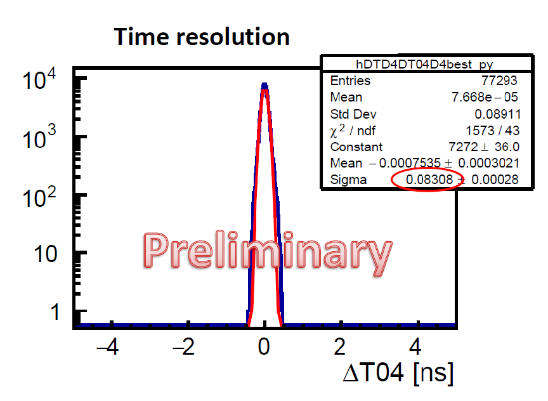 Time resolution
hDTD4DT04D4best_py
Entries 77293
Mean 7.668e−05
Std Dev 0.08911
χ² / ndf 1573 / 43
Constant 7272 ± 36.0
Mean −0.0007535 ± 0.0003021
Sigma 0.08308 ± 0.00028
10⁴
10³
10²
10
1
Preliminary
−4 −2 0 2 4
ΔT04 [ns]